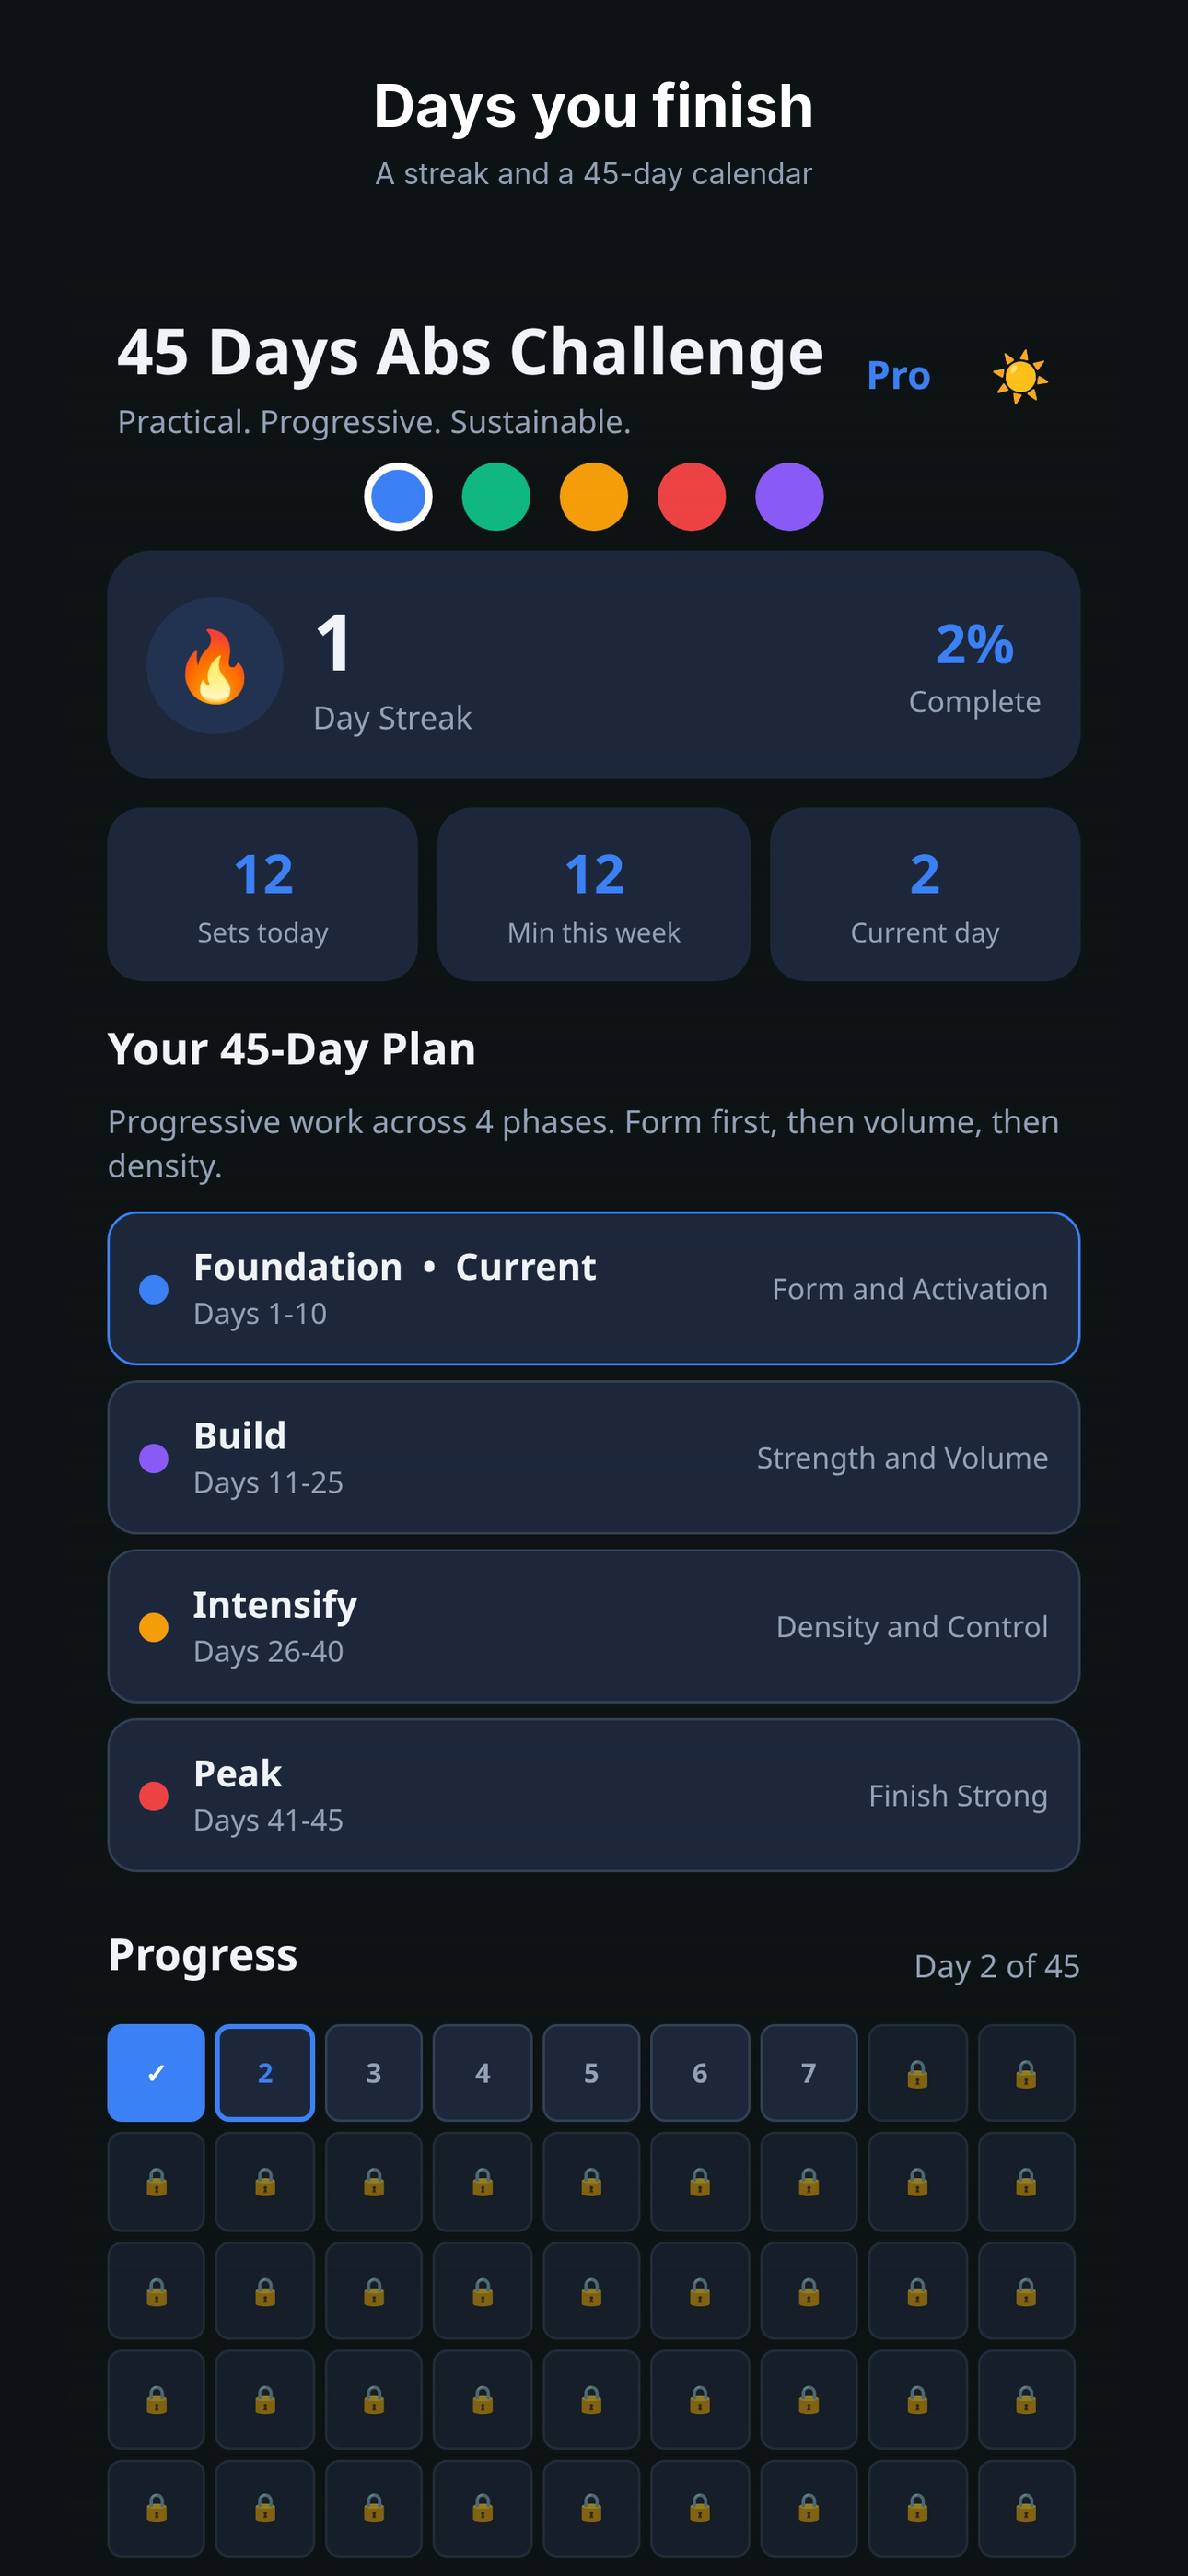 Days you finish
A streak and a 45-day calendar
45 Days Abs Challenge
Pro
Practical. Progressive. Sustainable.
1
Day Streak
2%
Complete
12
Sets today
12
Min this week
2
Current day
Your 45-Day Plan
Progressive work across 4 phases. Form first, then volume, then
density.
Foundation • Current
Days 1-10
Form and Activation
Build
Days 11-25
Strength and Volume
Intensify
Days 26-40
Density and Control
Peak
Days 41-45
Finish Strong
Progress
Day 2 of 45
✓ 2 3 4 5 6 7